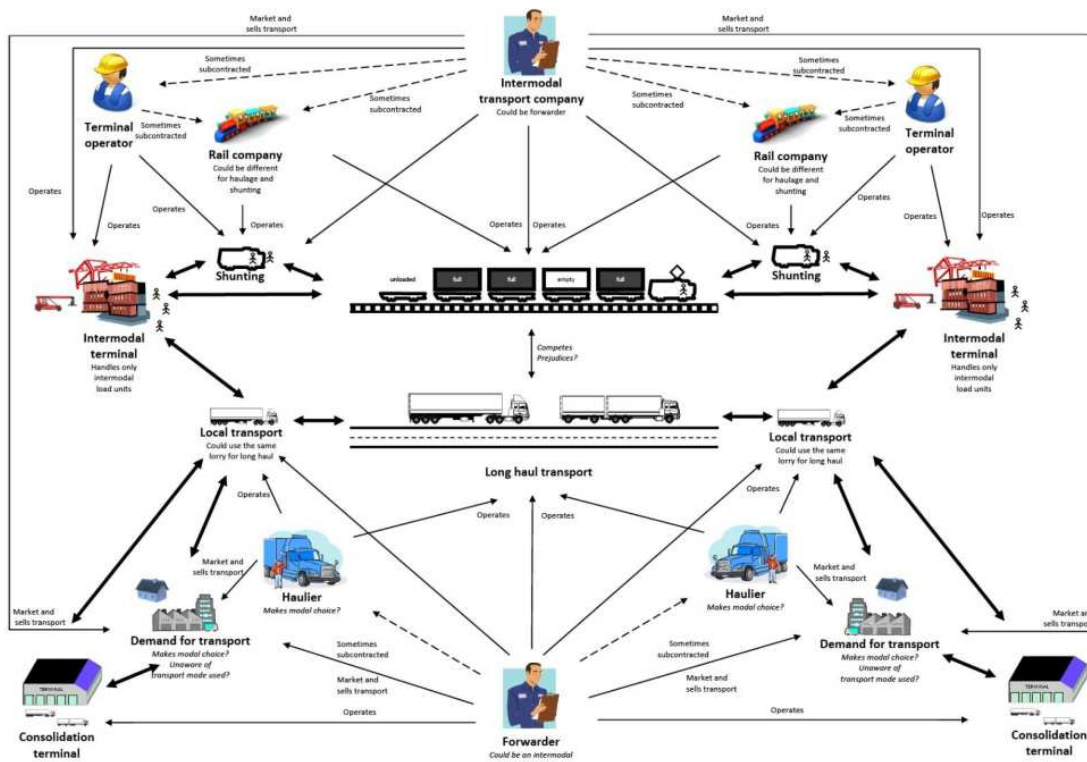 Market and
sells transport
Market and
sells transport
Sometimes
subcontracted
Sometimes
subcontracted
Intermodal
transport company
Could be forwarder
Sometimes
subcontracted
Sometimes
subcontracted
Terminal
operator
Sometimes
subcontracted
Sometimes
subcontracted
Terminal
operator
Rail company
Could be different
for haulage and
shunting
Rail company
Could be different
for haulage and
shunting
Operates
Operates
Operates
Operates
Operates
Operates
Operates
Operates
Operates
Operates
Operates
Shunting
Shunting
unloaded
full
full
empty
full
Intermodal
terminal
Handles only
intermodal
load units
Competes
Prejudices?
Intermodal
terminal
Handles only
intermodal
load units
Local transport
Could use the same
lorry for long haul
Local transport
Could use the same
lorry for long haul
Long haul transport
Operates
Operates
Operates
Operates
Operates
Market and
sells transport
Haulier
Makes modal choice?
Haulier
Makes modal choice?
Market and
sells transport
Market and
sells transport
Demand for transport
Makes modal choice?
Unaware of
transport mode used?
Sometimes
subcontracted
Market and
sells transport
Sometimes
subcontracted
Market and
sells transport
Demand for transport
Makes modal choice?
Unaware of
transport mode used?
Market and
sells transport
TERMINAL
Consolidation
terminal
Operates
Forwarder
Could be an intermodal
Operates
TERMINAL
Consolidation
terminal